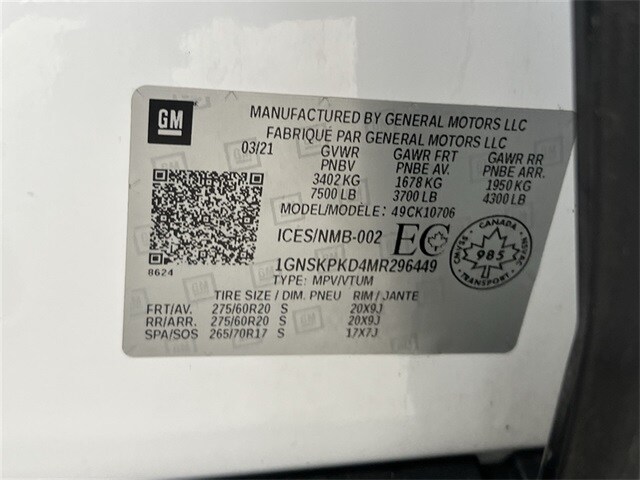 GM
MANUFACTURED BY GENERAL MOTORS LLC
FABRIQUÉ PAR GENERAL MOTORS LLC
03/21 GVWR GAWR FRT GAWR RR
PNBV PNBE AV. PNBE ARR.
3402 KG 1678 KG 1950 KG
7500 LB 3700 LB 4300 LB
MODEL/MODÈLE: 49CK10706
ICES/NMB-002 EC
CANADA
985
TRANSPORT
8624
1GNSKPKD4MR296449
TYPE: MPV/VTUM
TIRE SIZE / DIM. PNEU RIM / JANTE
FRT/AV. 275/60R20 S 20X9J
RR/ARR. 275/60R20 S 20X9J
SPA/SOS 265/70R17 S 17X7J